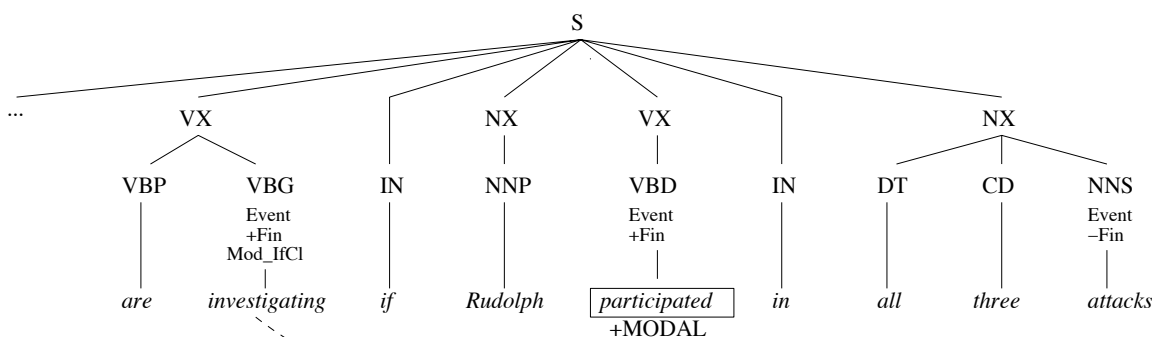 S
...
VX
NX
VX
NX
VBP VBG IN NNP VBD IN DT CD NNS
Event Event Event
+Fin +Fin –Fin
Mod_IfCl
are investigating if Rudolph participated in all three attacks
+MODAL